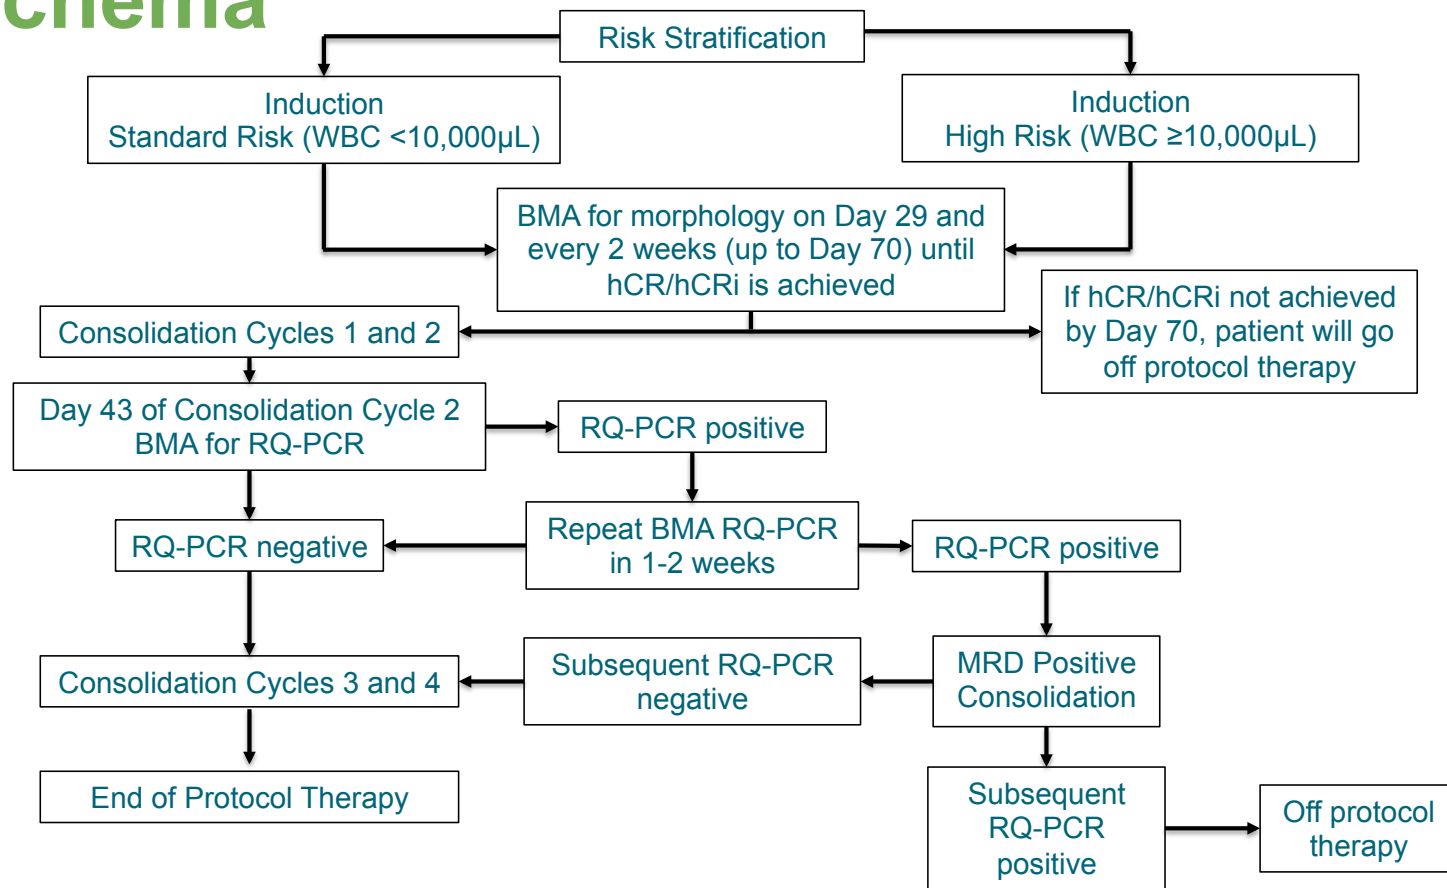 chema
Risk Stratification
Induction
Standard Risk (WBC <10,000µL)
Induction
High Risk (WBC ≥10,000µL)
BMA for morphology on Day 29 and
every 2 weeks (up to Day 70) until
hCR/hCRi is achieved
If hCR/hCRi not achieved
by Day 70, patient will go
off protocol therapy
Consolidation Cycles 1 and 2
Day 43 of Consolidation Cycle 2
BMA for RQ-PCR
RQ-PCR positive
RQ-PCR negative
Repeat BMA RQ-PCR
in 1-2 weeks
RQ-PCR positive
Consolidation Cycles 3 and 4
Subsequent RQ-PCR
negative
MRD Positive
Consolidation
End of Protocol Therapy
Subsequent
RQ-PCR
positive
Off protocol
therapy